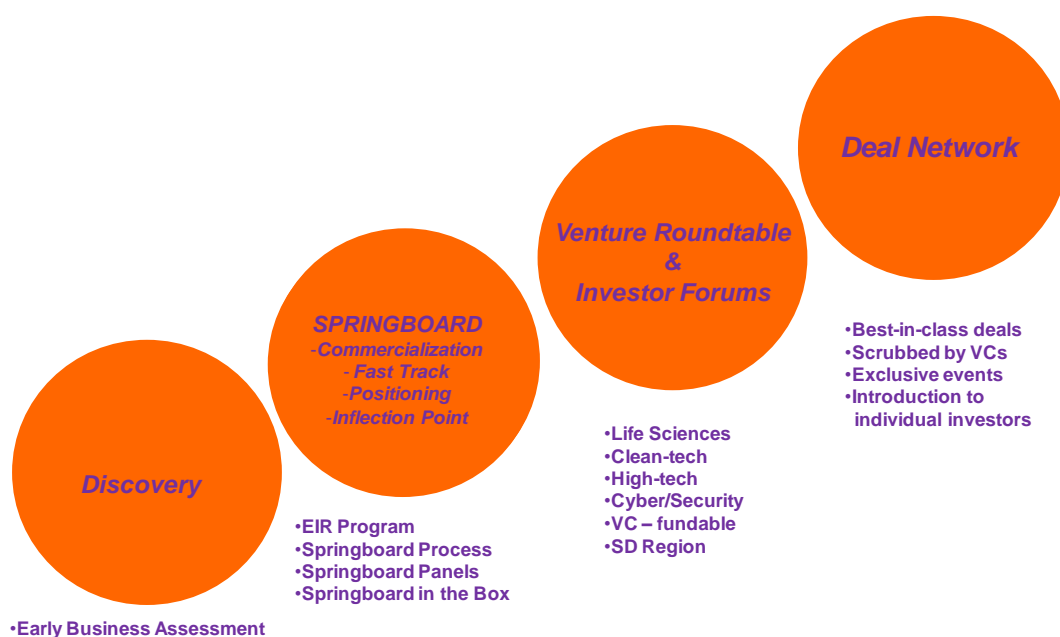 Discovery
•Early Business Assessment
SPRINGBOARD
-Commercialization
- Fast Track
-Positioning
-Inflection Point
•EIR Program
•Springboard Process
•Springboard Panels
•Springboard in the Box
Venture Roundtable
&
Investor Forums
•Life Sciences
•Clean-tech
•High-tech
•Cyber/Security
•VC – fundable
•SD Region
Deal Network
•Best-in-class deals
•Scrubbed by VCs
•Exclusive events
•Introduction to
individual investors